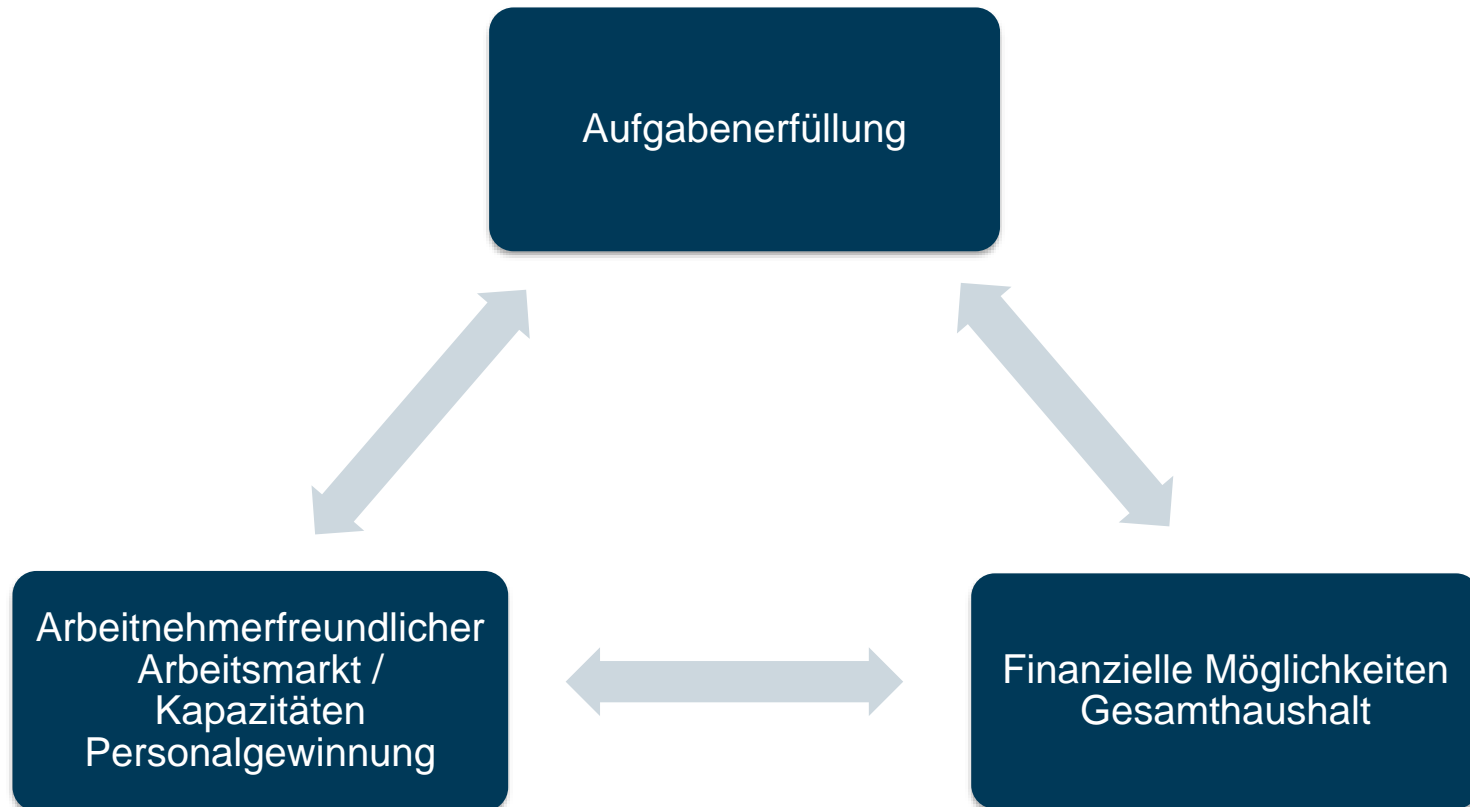 Aufgabenerfüllung
Arbeitnehmerfreundlicher
Arbeitsmarkt /
Kapazitäten
Personalgewinnung
Finanzielle Möglichkeiten
Gesamthaushalt